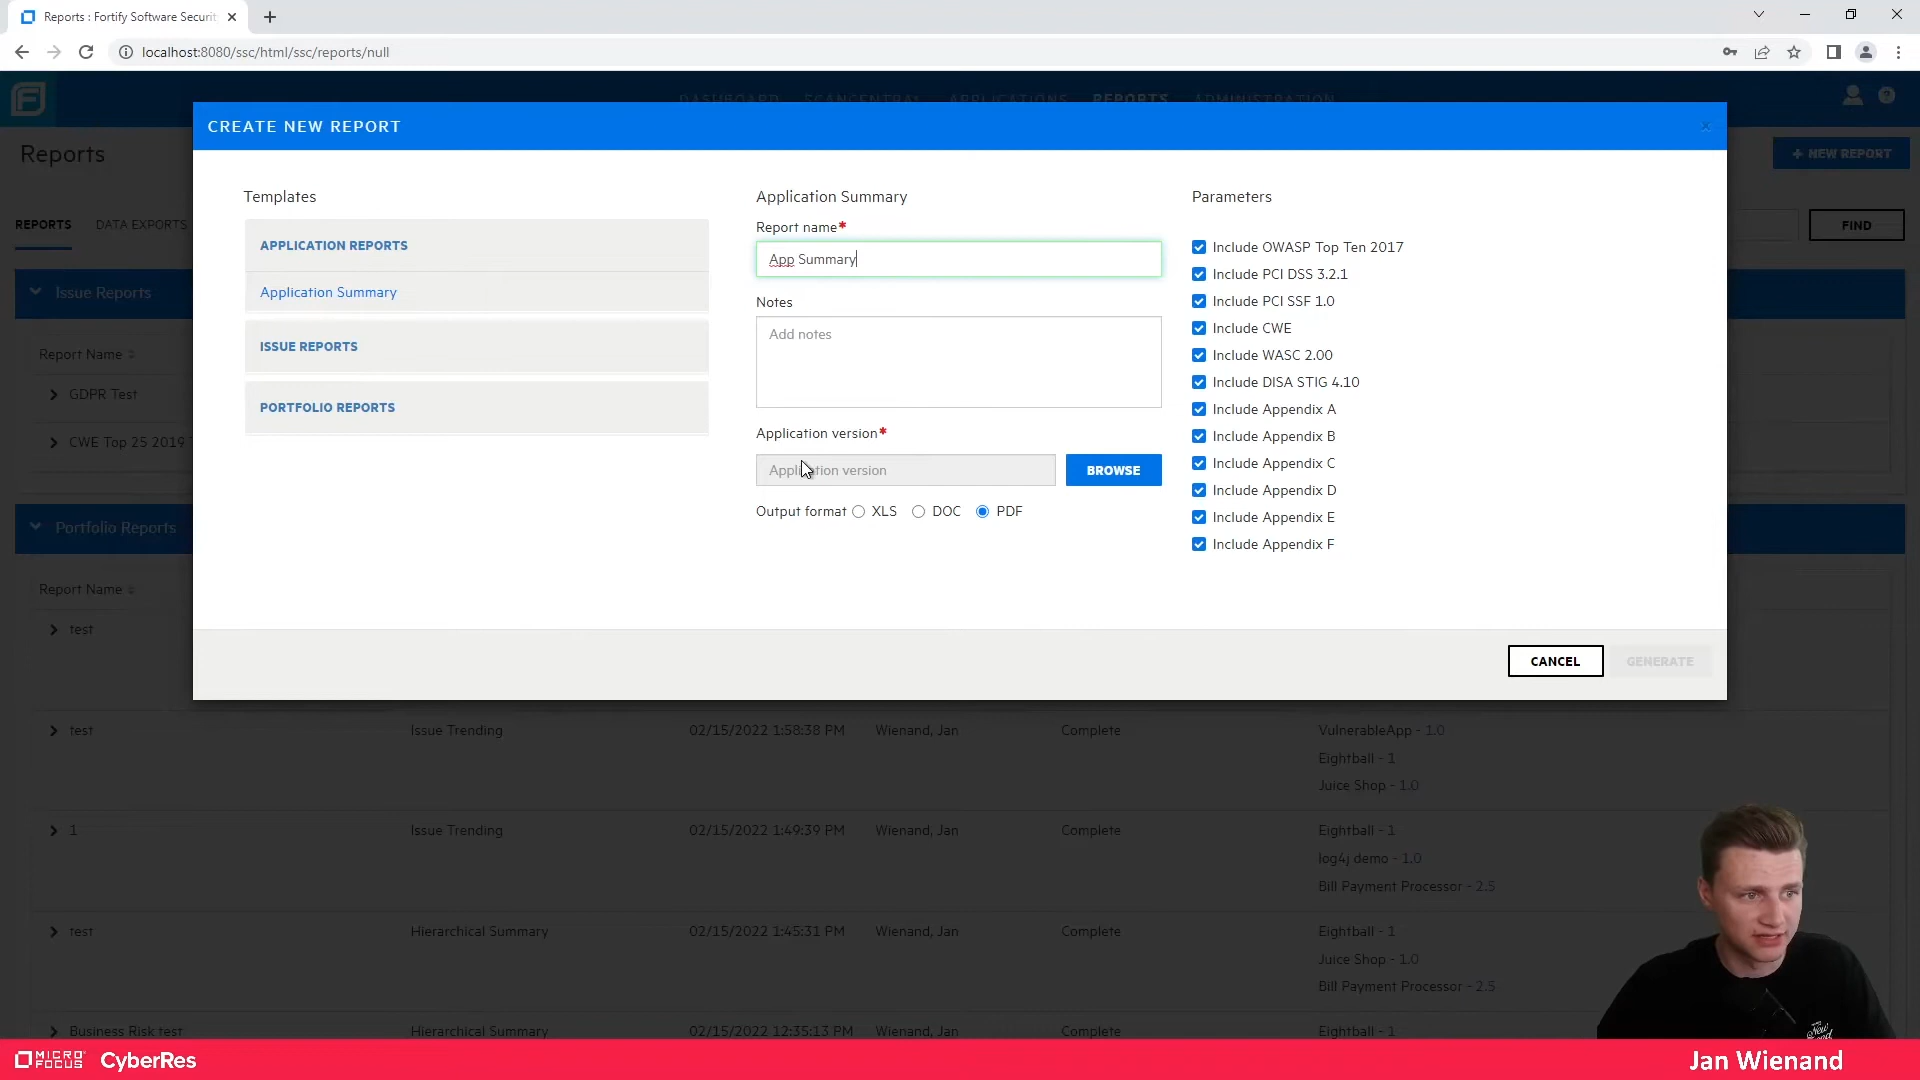 Reports : Fortify Software Securit
localhost:8080/ssc/html/ssc/reports/null
DASHBOARD SCANCENTRAL APPLICATIONS REPORTS ADMINISTRATION
CREATE NEW REPORT
Reports
+ NEW REPORT
REPORTS DATA EXPORTS
FIND
Templates
APPLICATION REPORTS
Application Summary
ISSUE REPORTS
PORTFOLIO REPORTS
Application Summary
Report name*
App Summary
Notes
Add notes
Application version*
Application version
BROWSE
Output format XLS DOC PDF
Parameters
Include OWASP Top Ten 2017
Include PCI DSS 3.2.1
Include PCI SSF 1.0
Include CWE
Include WASC 2.00
Include DISA STIG 4.10
Include Appendix A
Include Appendix B
Include Appendix C
Include Appendix D
Include Appendix E
Include Appendix F
CANCEL
GENERATE
Issue Reports
Report Name
GDPR Test
CWE Top 25 2019
Portfolio Reports
Report Name
test
test Issue Trending 02/15/2022 1:58:38 PM Wienand, Jan Complete VulnerableApp - 1.0
Eightball - 1
Juice Shop - 1.0
1 Issue Trending 02/15/2022 1:49:39 PM Wienand, Jan Complete Eightball - 1
log4j demo - 1.0
Bill Payment Processor - 2.5
test Hierarchical Summary 02/15/2022 1:45:31 PM Wienand, Jan Complete Eightball - 1
Juice Shop - 1.0
Bill Payment Processor - 2.5
Business Risk test Hierarchical Summary 02/15/2022 12:35:13 PM Wienand, Jan Complete Eightball - 1
MICRO FOCUS CyberRes
Jan Wienand